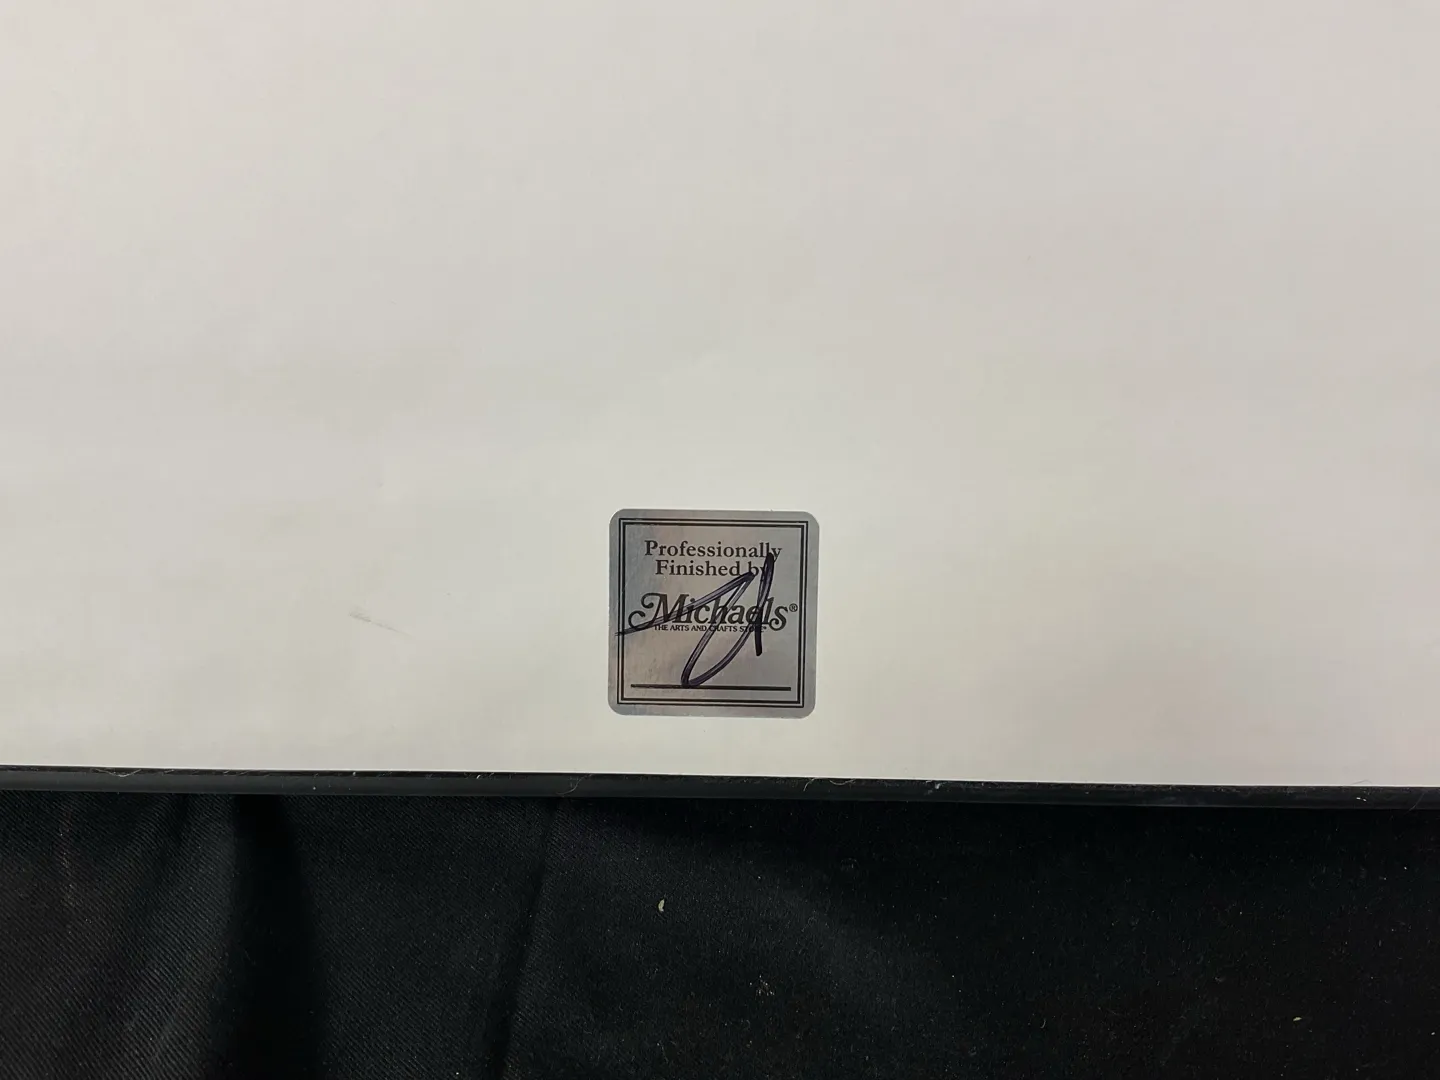 Professionally
Finished by
Michaels®
THE ARTS AND CRAFTS STORE